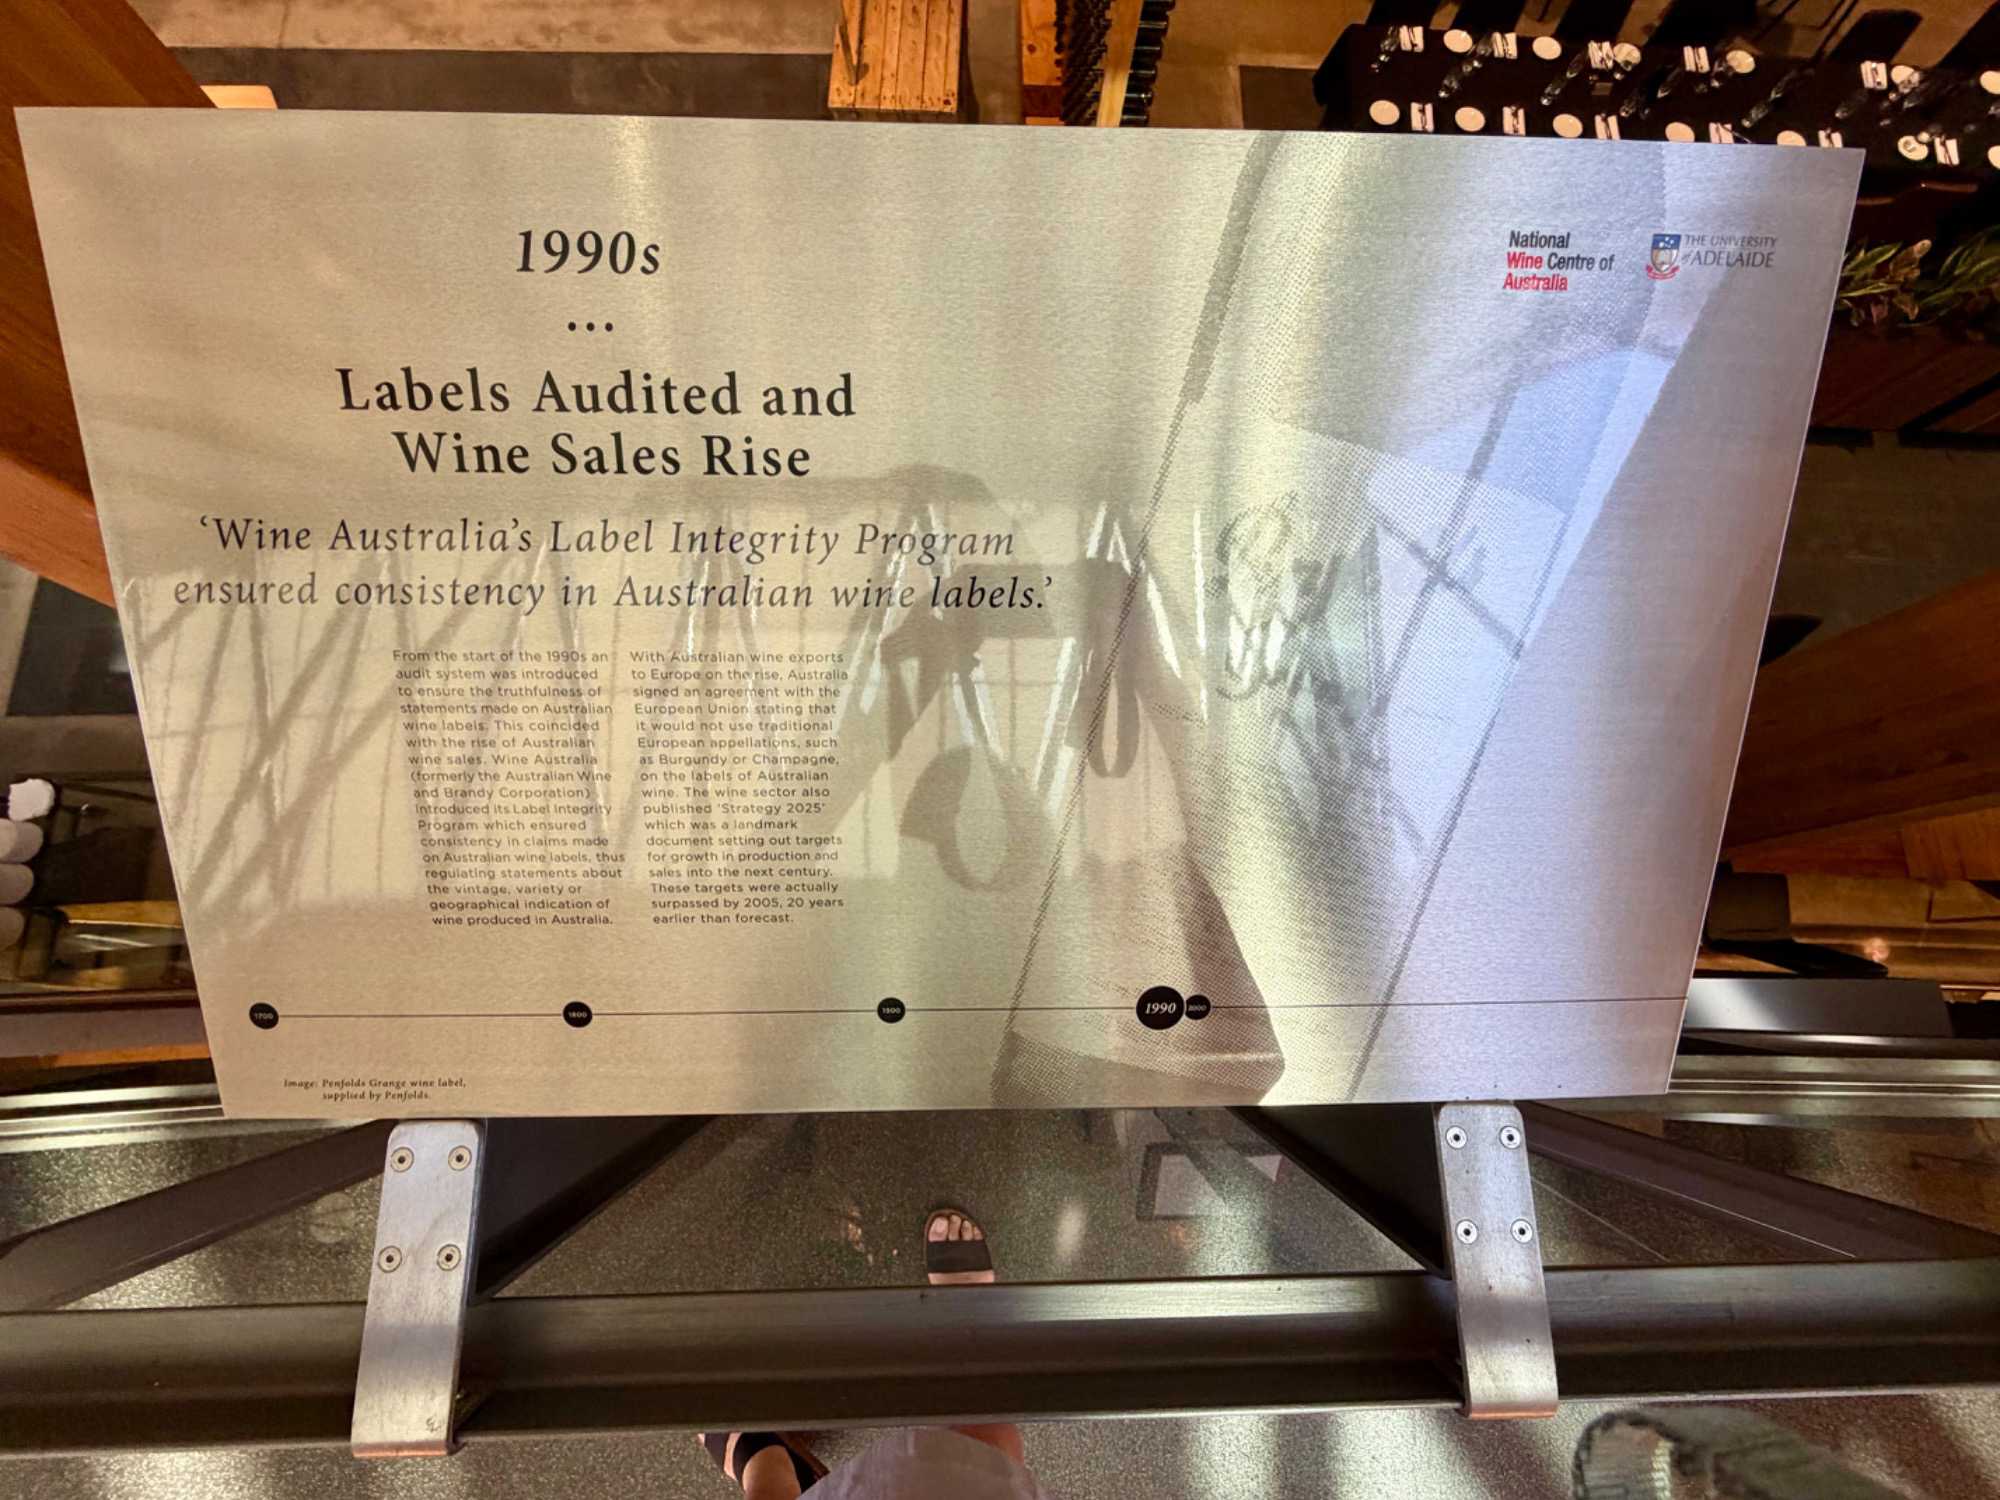 1990s
...
Labels Audited and
Wine Sales Rise
‘Wine Australia’s Label Integrity Program
ensured consistency in Australian wine labels.’
From the start of the 1990s an
audit system was introduced
to ensure the truthfulness of
statements made on Australian
wine labels. This coincided
with the rise of Australian
wine sales. Wine Australia
(formerly the Australian Wine
and Brandy Corporation)
introduced its Label Integrity
Program which ensured
consistency in claims made
on Australian wine labels, thus
regulating statements about
the vintage, variety or
geographical indication of
wine produced in Australia.
With Australian wine exports
to Europe on the rise, Australia
signed an agreement with the
European Union stating that
it would not use traditional
European appellations, such
as Burgundy or Champagne,
on the labels of Australian
wine. The wine sector also
published ‘Strategy 2025’
which was a landmark
document setting out targets
for growth in production and
sales into the next century.
These targets were actually
surpassed by 2005, 20 years
earlier than forecast.
National
Wine Centre of
Australia
THE UNIVERSITY
of ADELAIDE
1700
1800
1900
1990
2000
Image: Penfolds Grange wine label,
supplied by Penfolds.